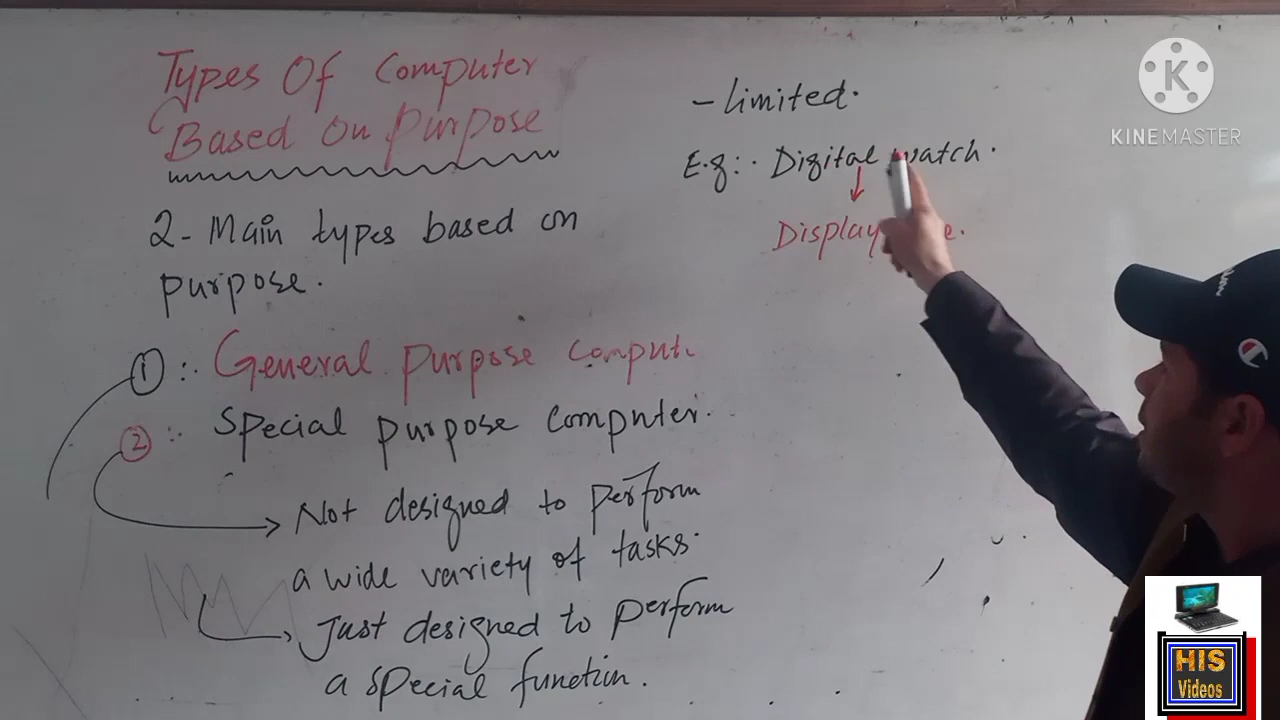 Types Of Computer
Based On Purpose
2- Main types based on
purpose.
① :. General Purpose Comput.
② :. Special purpose Computer.
Not designed to perform
a wide variety of tasks.
Just designed to perform
a special function.
- limited.
E.g:. Digital watch.
Display
K
KINEMASTER
HIS
Videos